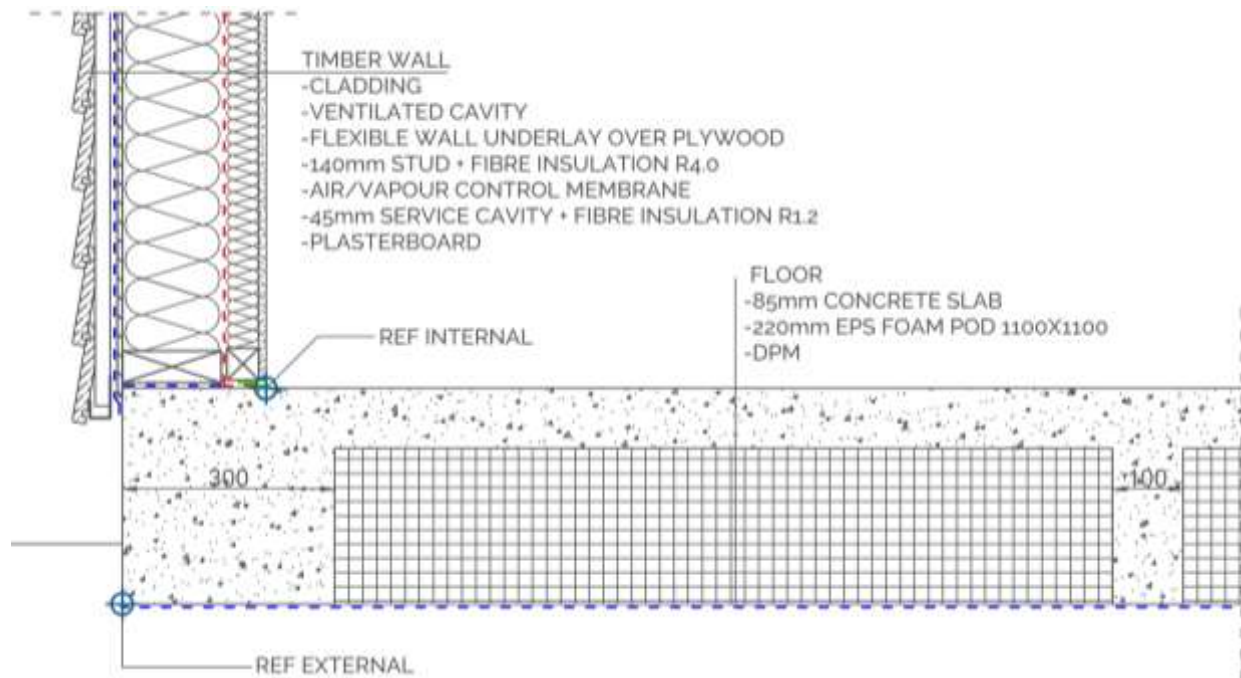 TIMBER WALL
-CLADDING
-VENTILATED CAVITY
-FLEXIBLE WALL UNDERLAY OVER PLYWOOD
-140mm STUD + FIBRE INSULATION R4.0
-AIR/VAPOUR CONTROL MEMBRANE
-45mm SERVICE CAVITY + FIBRE INSULATION R1.2
-PLASTERBOARD
FLOOR
-85mm CONCRETE SLAB
-220mm EPS FOAM POD 1100X1100
-DPM
REF INTERNAL
300
100
REF EXTERNAL